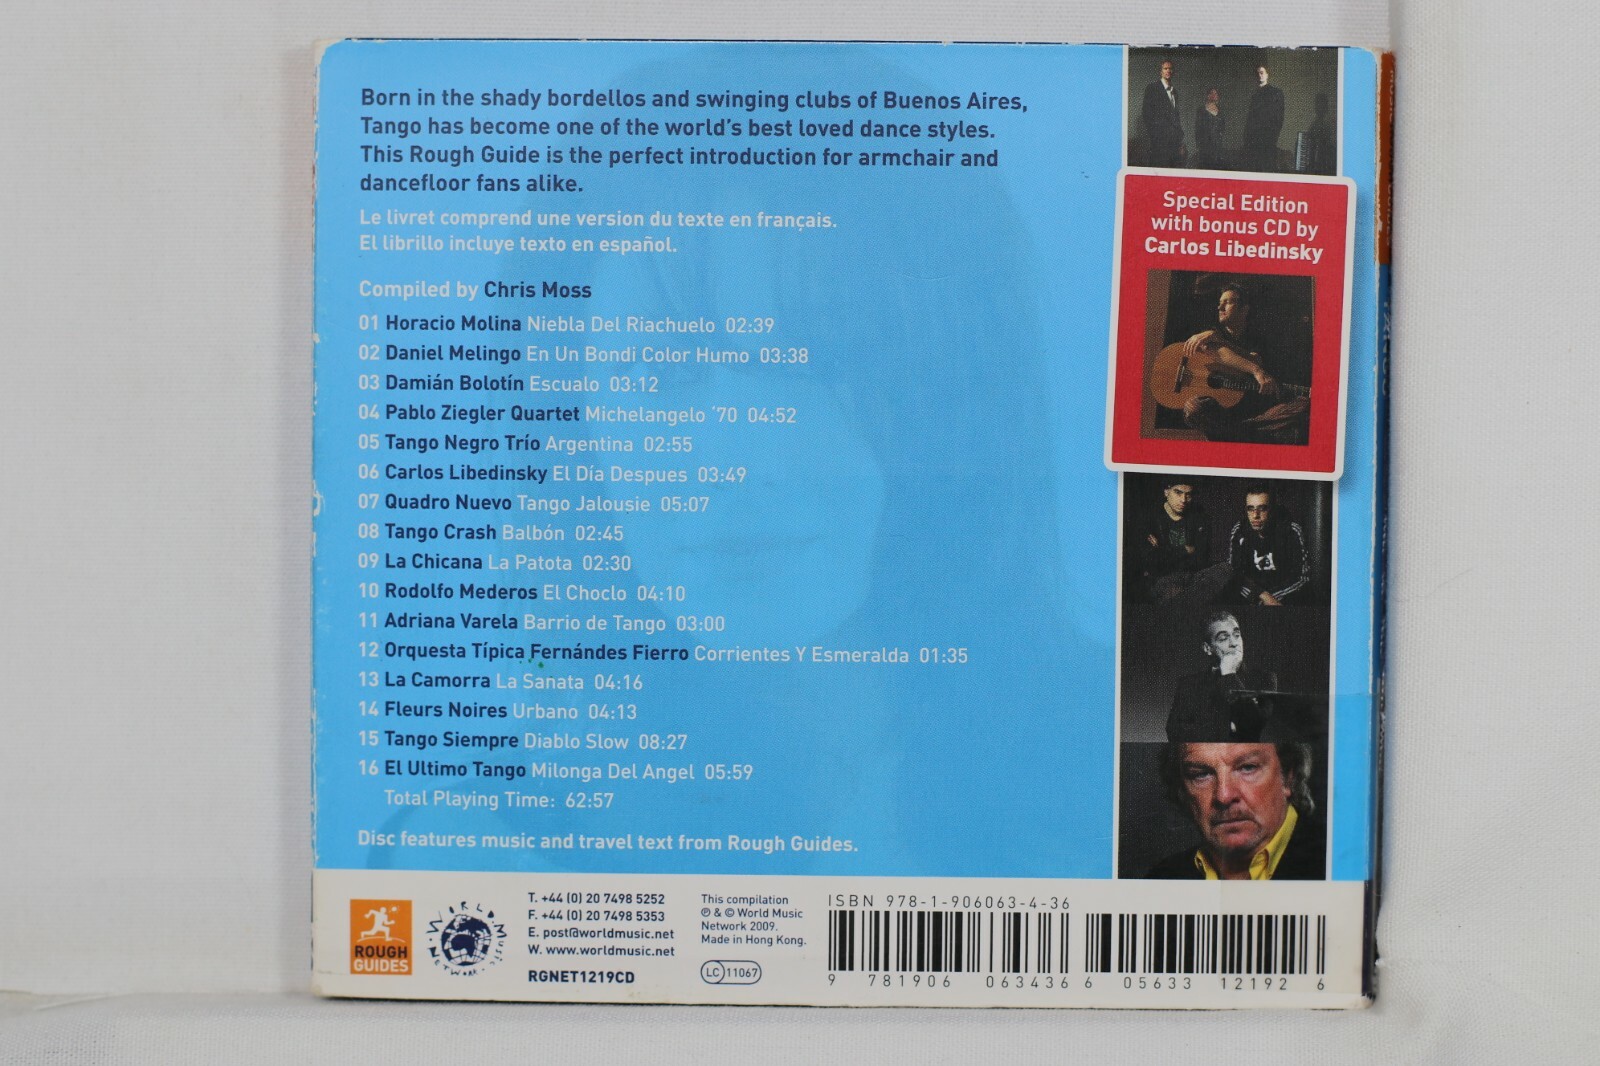 Born in the shady bordellos and swinging clubs of Buenos Aires,
Tango has become one of the world's best loved dance styles.
This Rough Guide is the perfect introduction for armchair and
dancefloor fans alike.
Le livret comprend une version du texte en français.
El librillo incluye texto en español.
Compiled by Chris Moss
01 Horacio Molina Niebla Del Riachuelo 02:39
02 Daniel Melingo En Un Bondi Color Humo 03:38
03 Damián Bolotín Escualo 03:12
04 Pablo Ziegler Quartet Michelangelo '70 04:52
05 Tango Negro Trío Argentina 02:55
06 Carlos Libedinsky El Día Despues 03:49
07 Quadro Nuevo Tango Jalousie 05:07
08 Tango Crash Balbón 02:45
09 La Chicana La Patota 02:30
10 Rodolfo Mederos El Choclo 04:10
11 Adriana Varela Barrio de Tango 03:00
12 Orquesta Típica Fernándes Fierro Corrientes Y Esmeralda 01:35
13 La Camorra La Sanata 04:16
14 Fleurs Noires Urbano 04:13
15 Tango Siempre Diablo Slow 08:27
16 El Ultimo Tango Milonga Del Angel 05:59
Total Playing Time: 62:57
Disc features music and travel text from Rough Guides.
Special Edition
with bonus CD by
Carlos Libedinsky
ROUGH
GUIDES
WORLD MUSIC NETWORK
T. +44 (0) 20 7498 5252
F. +44 (0) 20 7498 5353
E. post@worldmusic.net
W. www.worldmusic.net
RGNET1219CD
This compilation
℗ & © World Music
Network 2009.
Made in Hong Kong.
LC 11067
ISBN 978-1-906063-4-36
9 781906 063436 6 05633 12192 6